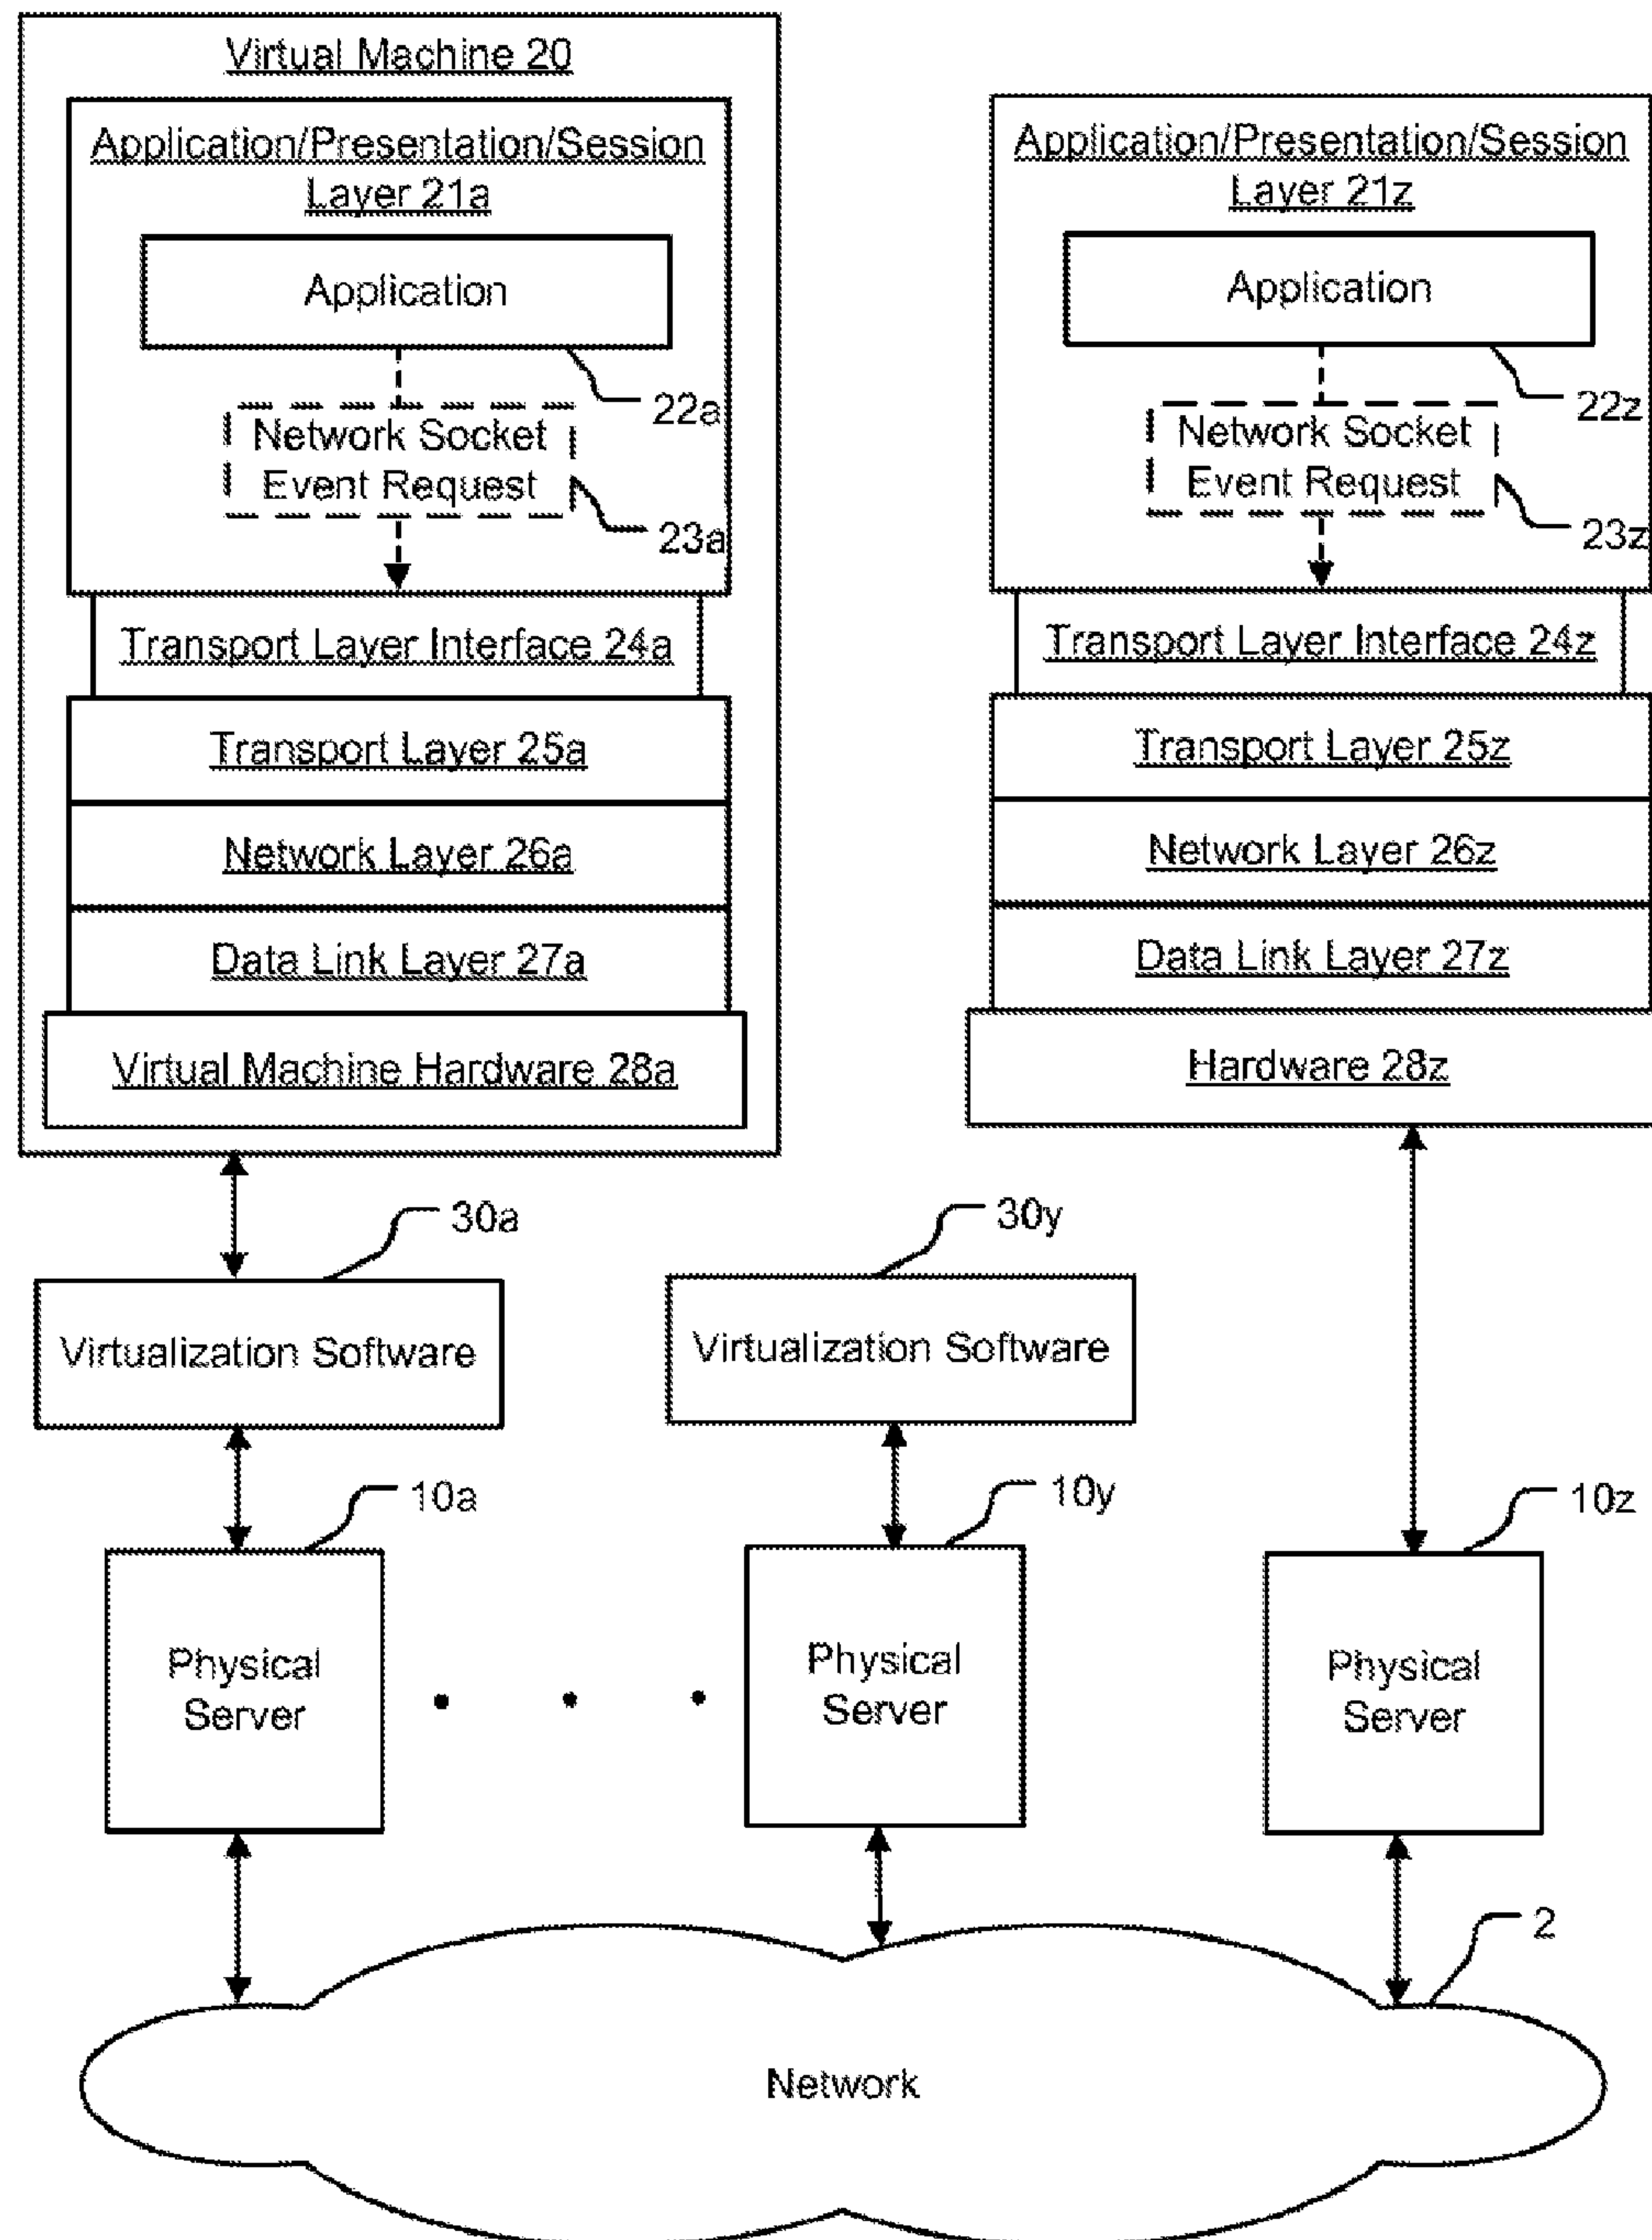 Virtual Machine 20
Application/Presentation/Session
Layer 21a
Application
22a
Network Socket
Event Request
23a
Transport Layer Interface 24a
Transport Layer 25a
Network Layer 26a
Data Link Layer 27a
Virtual Machine Hardware 28a
Application/Presentation/Session
Layer 21z
Application
22z
Network Socket
Event Request
23z
Transport Layer Interface 24z
Transport Layer 25z
Network Layer 26z
Data Link Layer 27z
Hardware 28z
30a
Virtualization Software
30y
Virtualization Software
10a
Physical
Server
10y
Physical
Server
10z
Physical
Server
2
Network